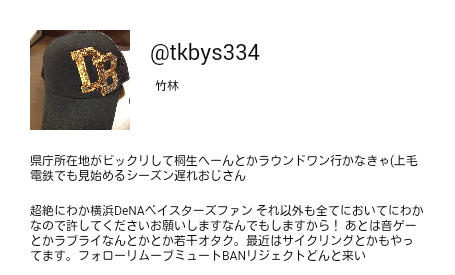 DB
@tkbys334
竹林
県庁所在地がビックリして桐生へーんとかラウンドワン行かなきゃ(上毛
電鉄でも見始めるシーズン遅れおじさん
超絶にわか横浜DeNAベイスターズファン それ以外も全てにおいてにわか
なので許してくださいお願いしますなんでもしますから！ あとは音ゲー
とかラブライなんとかとか若干オタク。最近はサイクリングとかもやっ
てます。フォローリムーブミュートBANリジェクトどんと来い